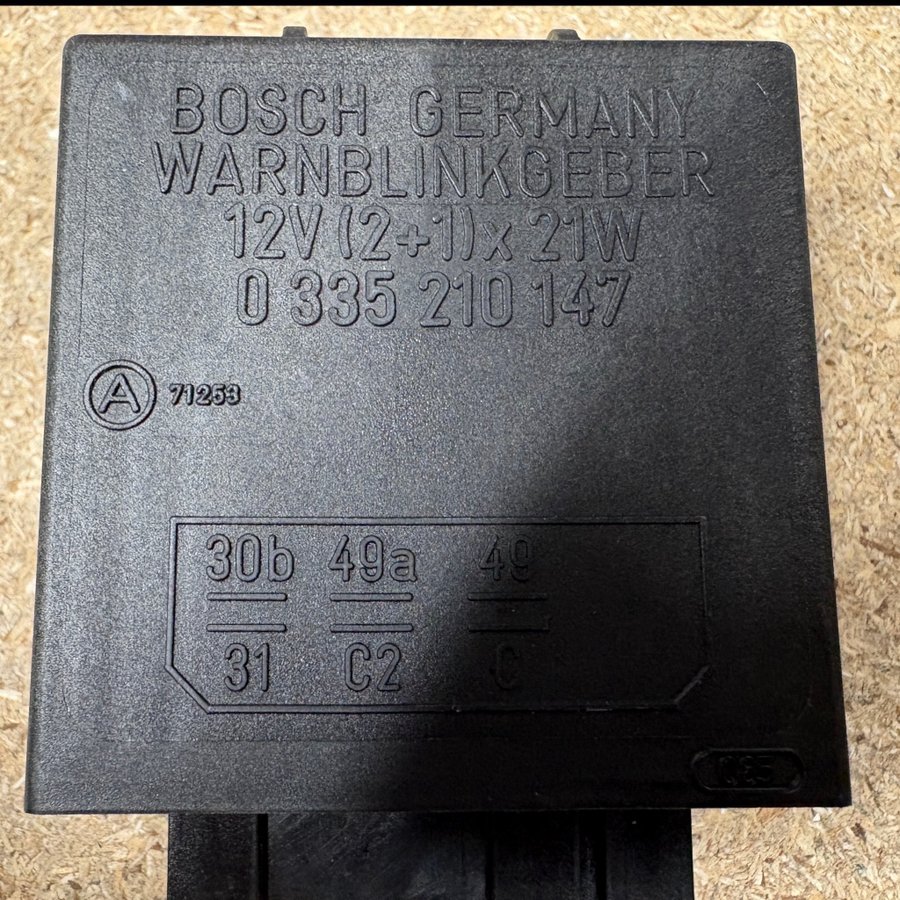 BOSCH GERMANY
WARNBLINKGEBER
12V (2+1)x 21W
0 335 210 147
A 71253
30b 49a 49
31 C2 C